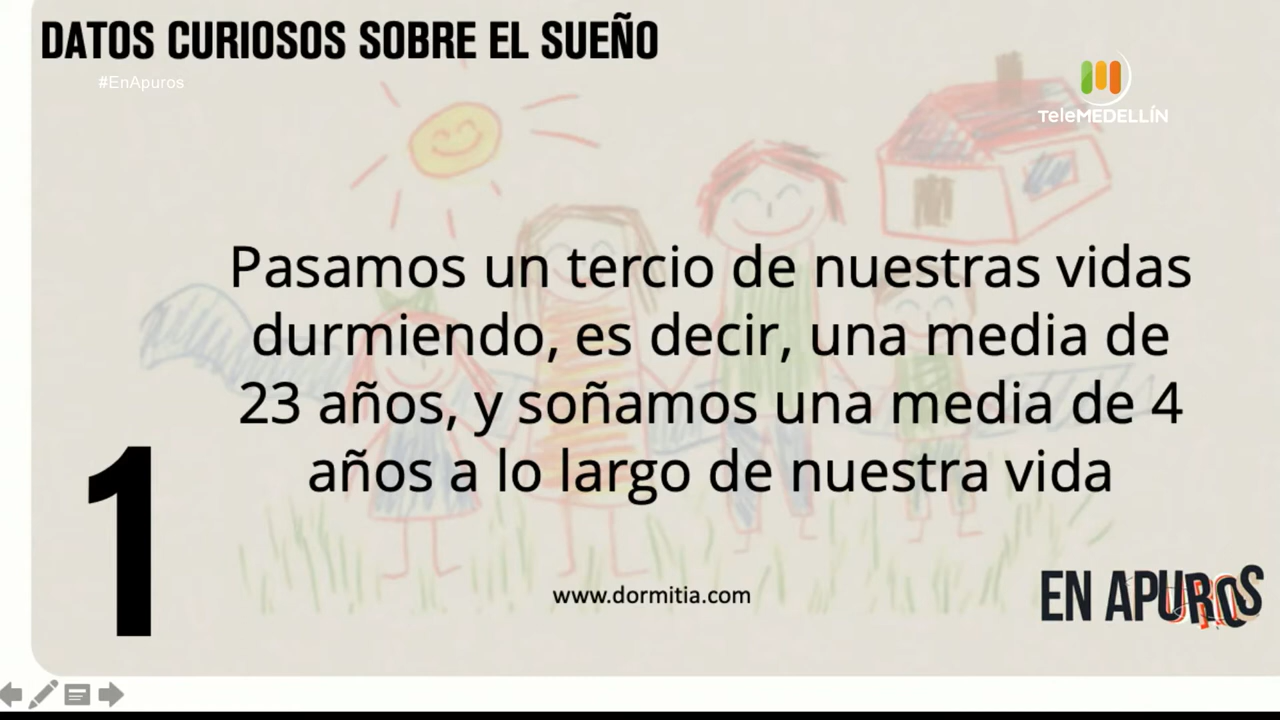 DATOS CURIOSOS SOBRE EL SUEÑO
#EnApuros
TeleMEDELLÍN
Pasamos un tercio de nuestras vidas
durmiendo, es decir, una media de
23 años, y soñamos una media de 4
años a lo largo de nuestra vida
1
www.dormitia.com
EN APUROS